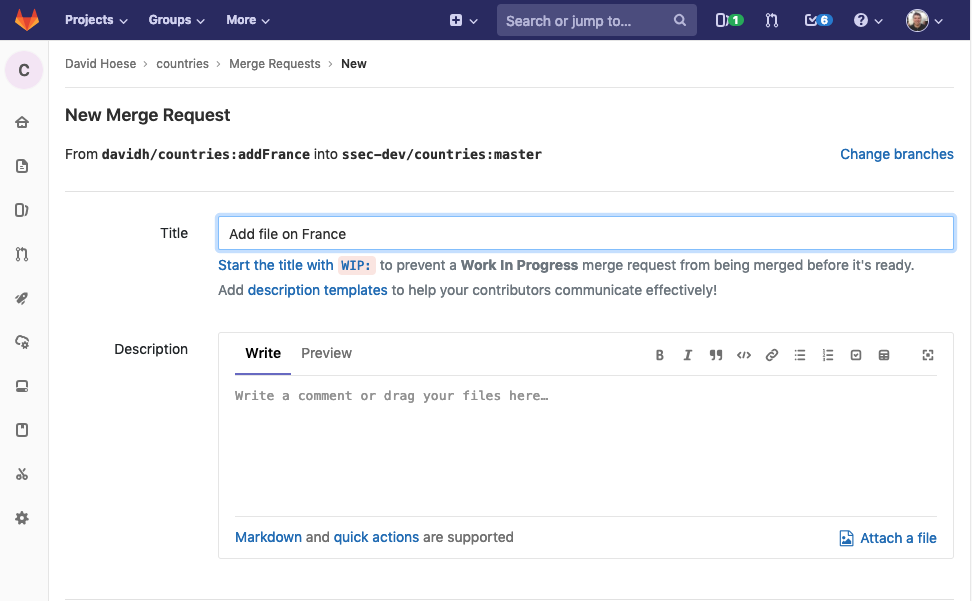 Projects Groups More Search or jump to... 1 6
C David Hoese › countries › Merge Requests › New
New Merge Request
From davidh/countries:addFrance into ssec-dev/countries:master Change branches
Title Add file on France
Start the title with WIP: to prevent a Work In Progress merge request from being merged before it's ready.
Add description templates to help your contributors communicate effectively!
Description Write Preview
Write a comment or drag your files here…
Markdown and quick actions are supported Attach a file